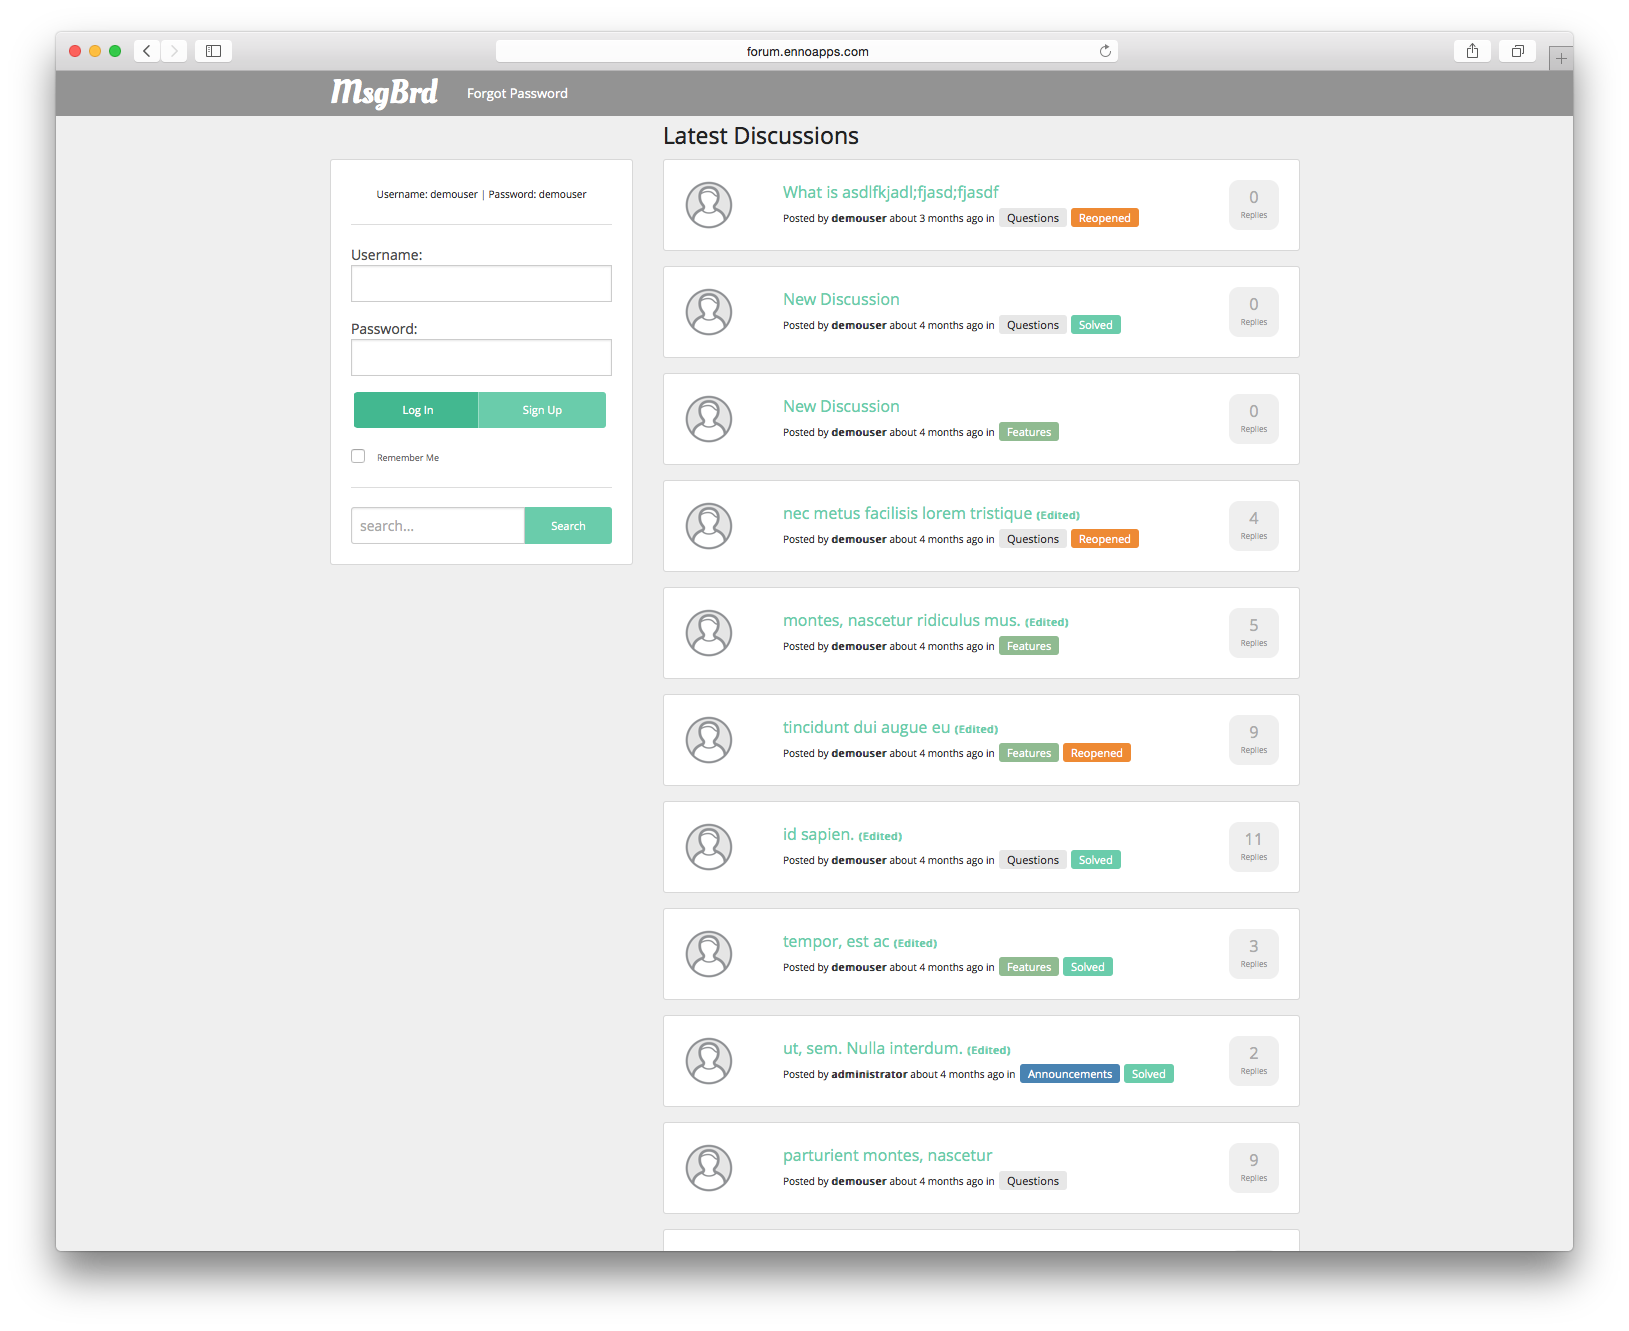 forum.ennoapps.com
MsgBrd Forgot Password
Latest Discussions
Username: demouser | Password: demouser
Username:
Password:
Log In Sign Up
Remember Me
search... Search
What is asdlfkjadl;fjasd;fjasdf
Posted by demouser about 3 months ago in Questions Reopened
0
Replies
New Discussion
Posted by demouser about 4 months ago in Questions Solved
0
Replies
New Discussion
Posted by demouser about 4 months ago in Features
0
Replies
nec metus facilisis lorem tristique (Edited)
Posted by demouser about 4 months ago in Questions Reopened
4
Replies
montes, nascetur ridiculus mus. (Edited)
Posted by demouser about 4 months ago in Features
5
Replies
tincidunt dui augue eu (Edited)
Posted by demouser about 4 months ago in Features Reopened
9
Replies
id sapien. (Edited)
Posted by demouser about 4 months ago in Questions Solved
11
Replies
tempor, est ac (Edited)
Posted by demouser about 4 months ago in Features Solved
3
Replies
ut, sem. Nulla interdum. (Edited)
Posted by administrator about 4 months ago in Announcements Solved
2
Replies
parturient montes, nascetur
Posted by demouser about 4 months ago in Questions
9
Replies